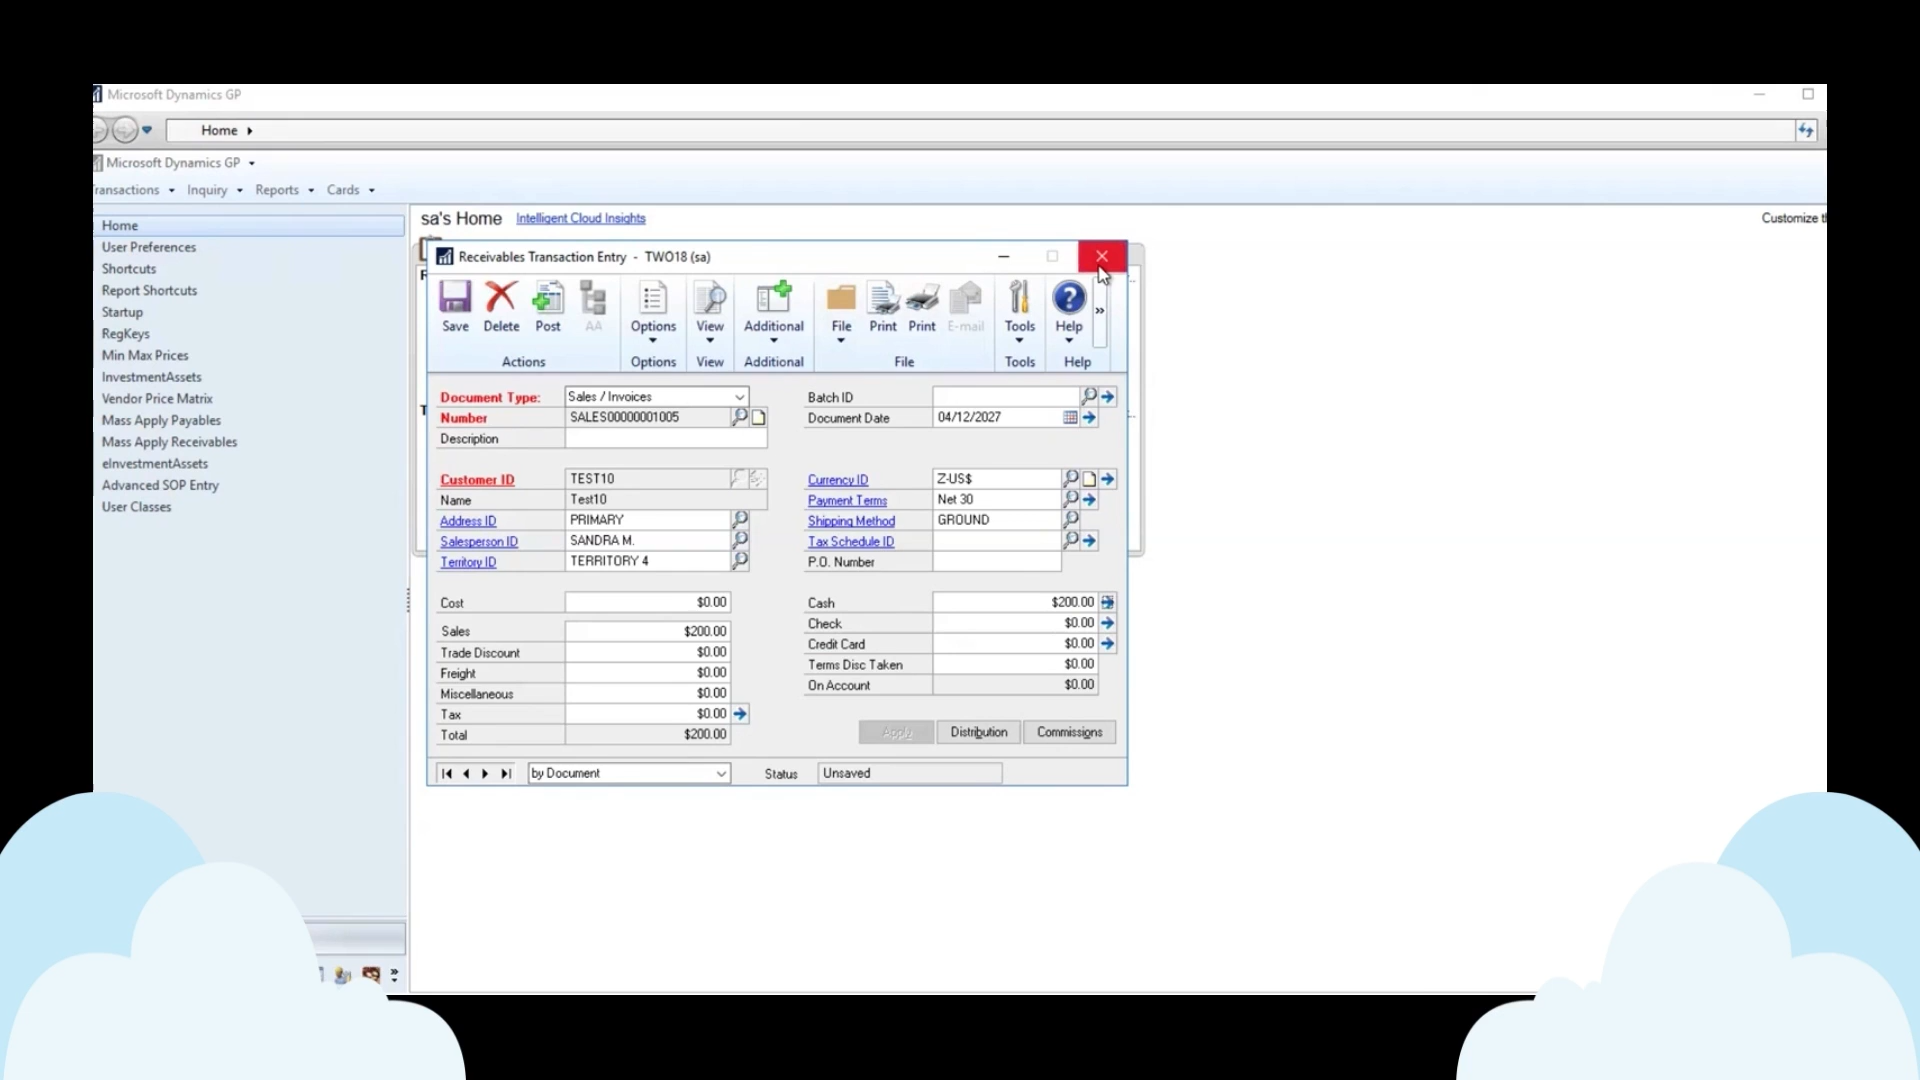 Microsoft Dynamics GP
Home
Microsoft Dynamics GP
ransactions Inquiry Reports Cards
Home
User Preferences
Shortcuts
Report Shortcuts
Startup
RegKeys
Min Max Prices
InvestmentAssets
Vendor Price Matrix
Mass Apply Payables
Mass Apply Receivables
eInvestmentAssets
Advanced SOP Entry
User Classes
sa's Home Intelligent Cloud Insights
Customize t
Receivables Transaction Entry - TWO18 (sa)
Save Delete Post AA Options View Additional File Print Print E-mail Tools Help
Actions Options View Additional File Tools Help
Document Type: Sales / Invoices Batch ID
Number SALES00000001005 Document Date 04/12/2027
Description
Customer ID TEST10 Currency ID Z-US$
Name Test10 Payment Terms Net 30
Address ID PRIMARY Shipping Method GROUND
Salesperson ID SANDRA M. Tax Schedule ID
Territory ID TERRITORY 4 P.O. Number
Cost $0.00 Cash $200.00
Sales $200.00 Check $0.00
Trade Discount $0.00 Credit Card $0.00
Freight $0.00 Terms Disc Taken $0.00
Miscellaneous $0.00 On Account $0.00
Tax $0.00
Total $200.00
Apply Distribution Commissions
by Document Status Unsaved